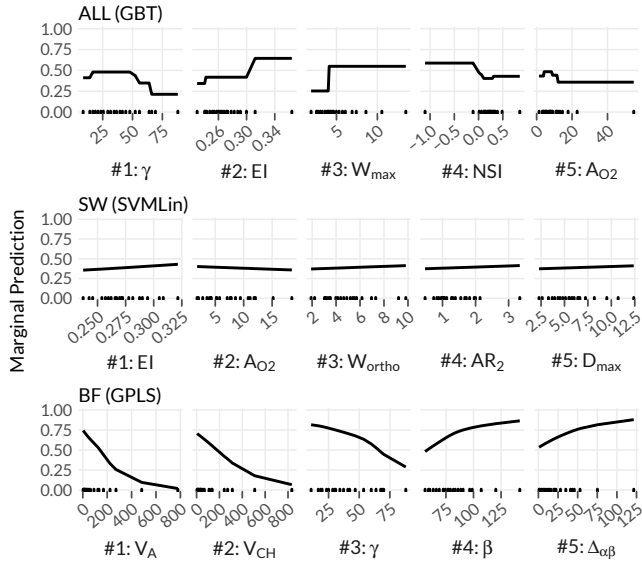 ALL (GBT)
1.00
0.75
0.50
0.25
0.00
25 50 75
0.26 0.30 0.34
5 10
−1.0 −0.5 0.0 0.5
0 20 40
#1: γ #2: EI #3: Wmax #4: NSI #5: AO2
SW (SVMLin)
1.00
0.75
0.50
0.25
0.00
0.250 0.275 0.300 0.325
5 10 15
2 4 6 8 10
1 2 3
2.5 5.0 7.5 10.0 12.5
#1: EI #2: AO2 #3: Wortho #4: AR2 #5: Dmax
Marginal Prediction
BF (GPLS)
1.00
0.75
0.50
0.25
0.00
0 200 400 600 800
0 200 400 600 800
25 50 75
75 100 125
0 25 50 75 100 125
#1: VA #2: VCH #3: γ #4: β #5: Δαβ